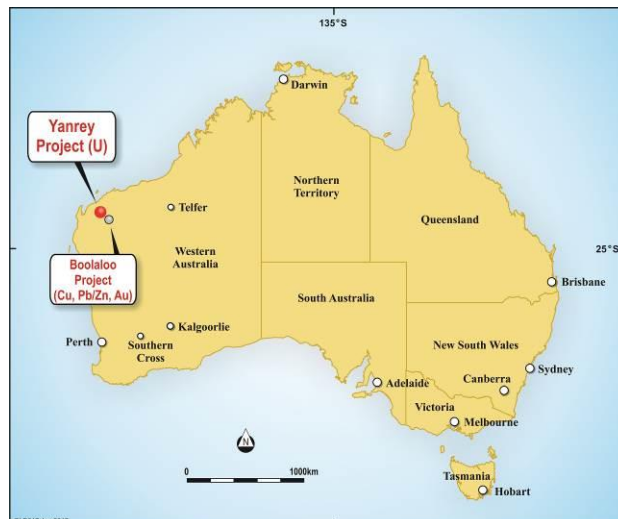 135°S
Darwin
Yanrey
Project (U)
Northern
Territory
Telfer
Queensland
Western
Australia
25°S
Boolaloo
Project
(Cu, Pb/Zn, Au)
South Australia
Brisbane
Kalgoorlie
Perth
Southern
Cross
New South Wales
Sydney
Canberra
Adelaide
Victoria
Melbourne
N
0
1000km
Tasmania
Hobart